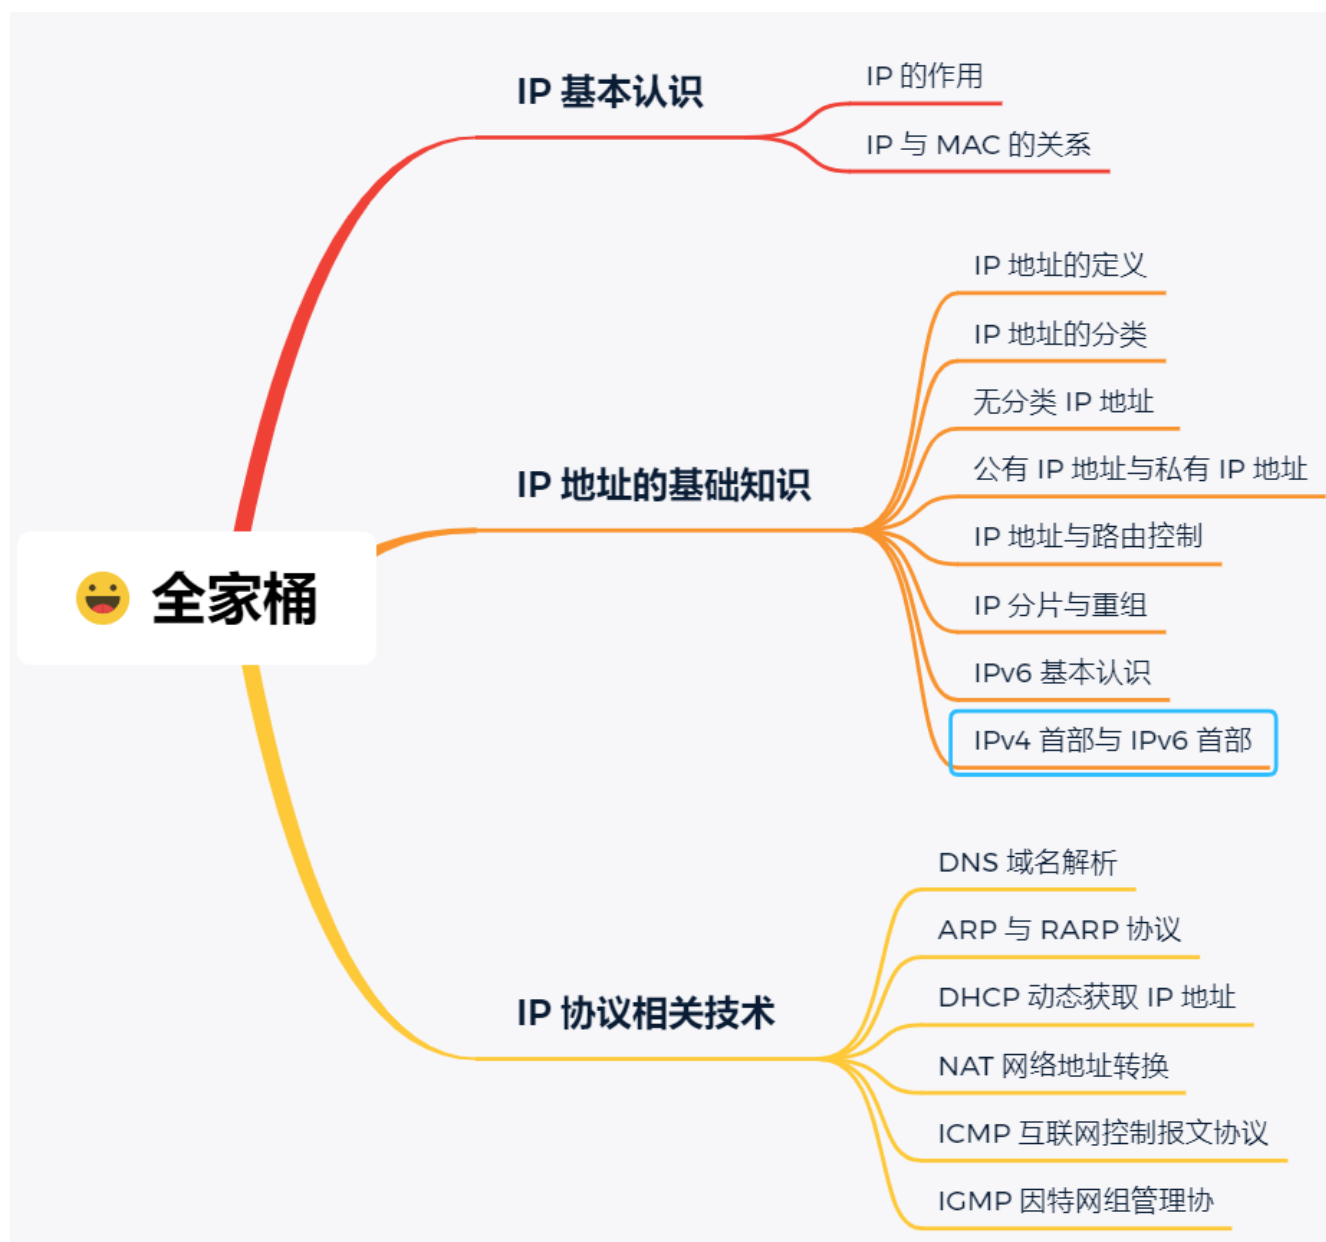 IP 基本认识
IP 的作用
IP 与 MAC 的关系
全家桶
IP 地址的基础知识
IP 地址的定义
IP 地址的分类
无分类 IP 地址
公有 IP 地址与私有 IP 地址
IP 地址与路由控制
IP 分片与重组
IPv6 基本认识
IPv4 首部与 IPv6 首部
IP 协议相关技术
DNS 域名解析
ARP 与 RARP 协议
DHCP 动态获取 IP 地址
NAT 网络地址转换
ICMP 互联网控制报文协议
IGMP 因特网组管理协